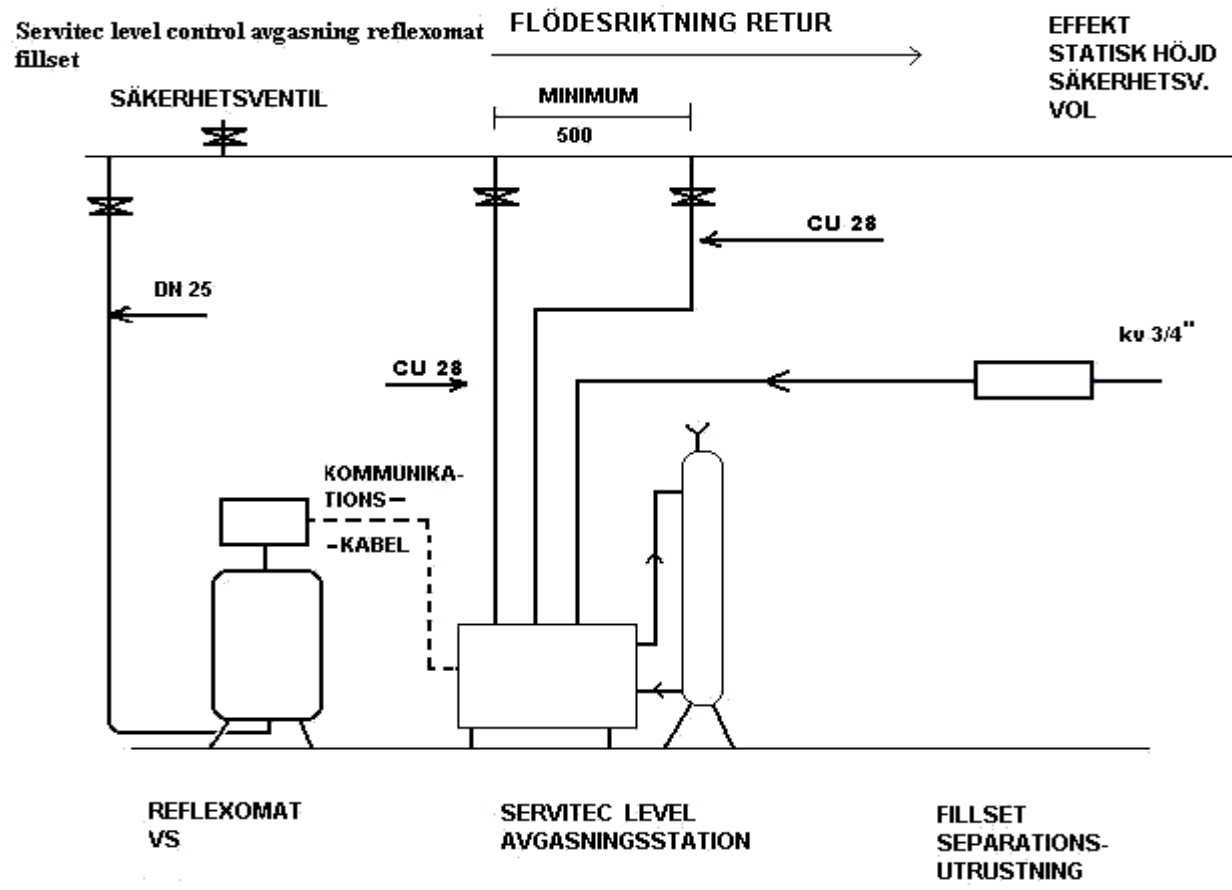 Servitec level control avgasning reflexomat
fillset
FLÖDESRIKTNING RETUR
EFFEKT
STATISK HÖJD
SÄKERHETSV.
VOL
SÄKERHETSVENTIL
MINIMUM
500
CU 28
DN 25
kv 3/4"
CU 28
KOMMUNIKA-
TIONS–
-KABEL
REFLEXOMAT
VS
SERVITEC LEVEL
AVGASNINGSSTATION
FILLSET
SEPARATIONS-
UTRUSTNING